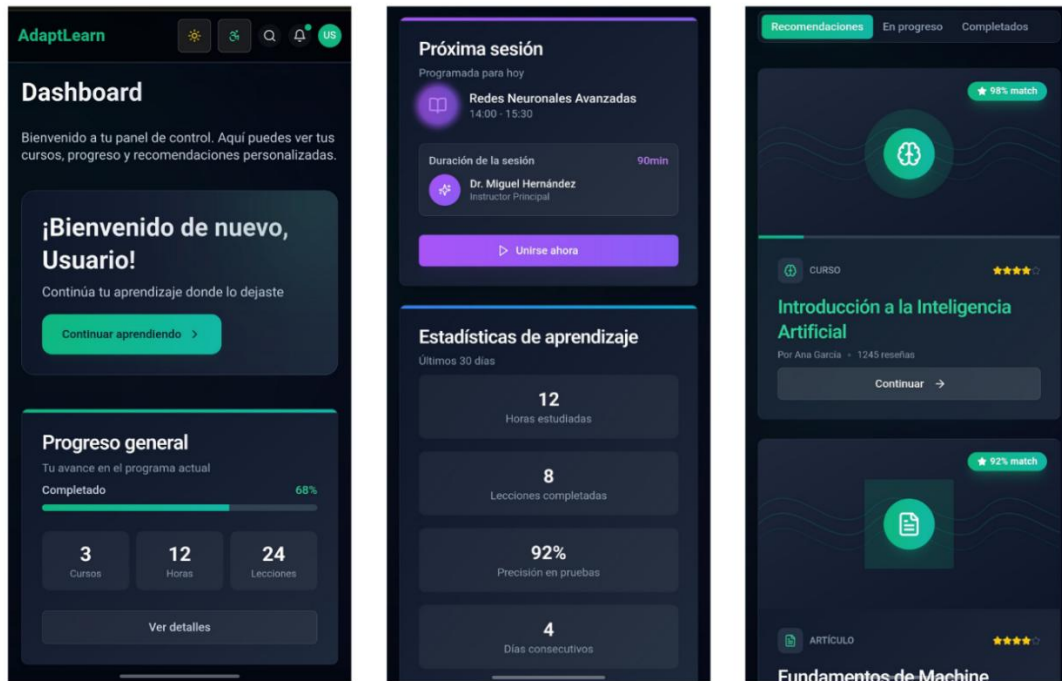 AdaptLearn
US
Dashboard
Bienvenido a tu panel de control. Aquí puedes ver tus
cursos, progreso y recomendaciones personalizadas.
¡Bienvenido de nuevo,
Usuario!
Continúa tu aprendizaje donde lo dejaste
Continuar aprendiendo
Progreso general
Tu avance en el programa actual
Completado 68%
3 12 24
Cursos Horas Lecciones
Ver detalles
Próxima sesión
Programada para hoy
Redes Neuronales Avanzadas
14:00 - 15:30
Duración de la sesión 90min
Dr. Miguel Hernández
Instructor Principal
Unirse ahora
Estadísticas de aprendizaje
Últimos 30 días
12
Horas estudiadas
8
Lecciones completadas
92%
Precisión en pruebas
4
Días consecutivos
Recomendaciones En progreso Completados
98% match
CURSO
Introducción a la Inteligencia
Artificial
Por Ana García • 1245 reseñas
Continuar
92% match
ARTÍCULO
Fundamentos de Machine